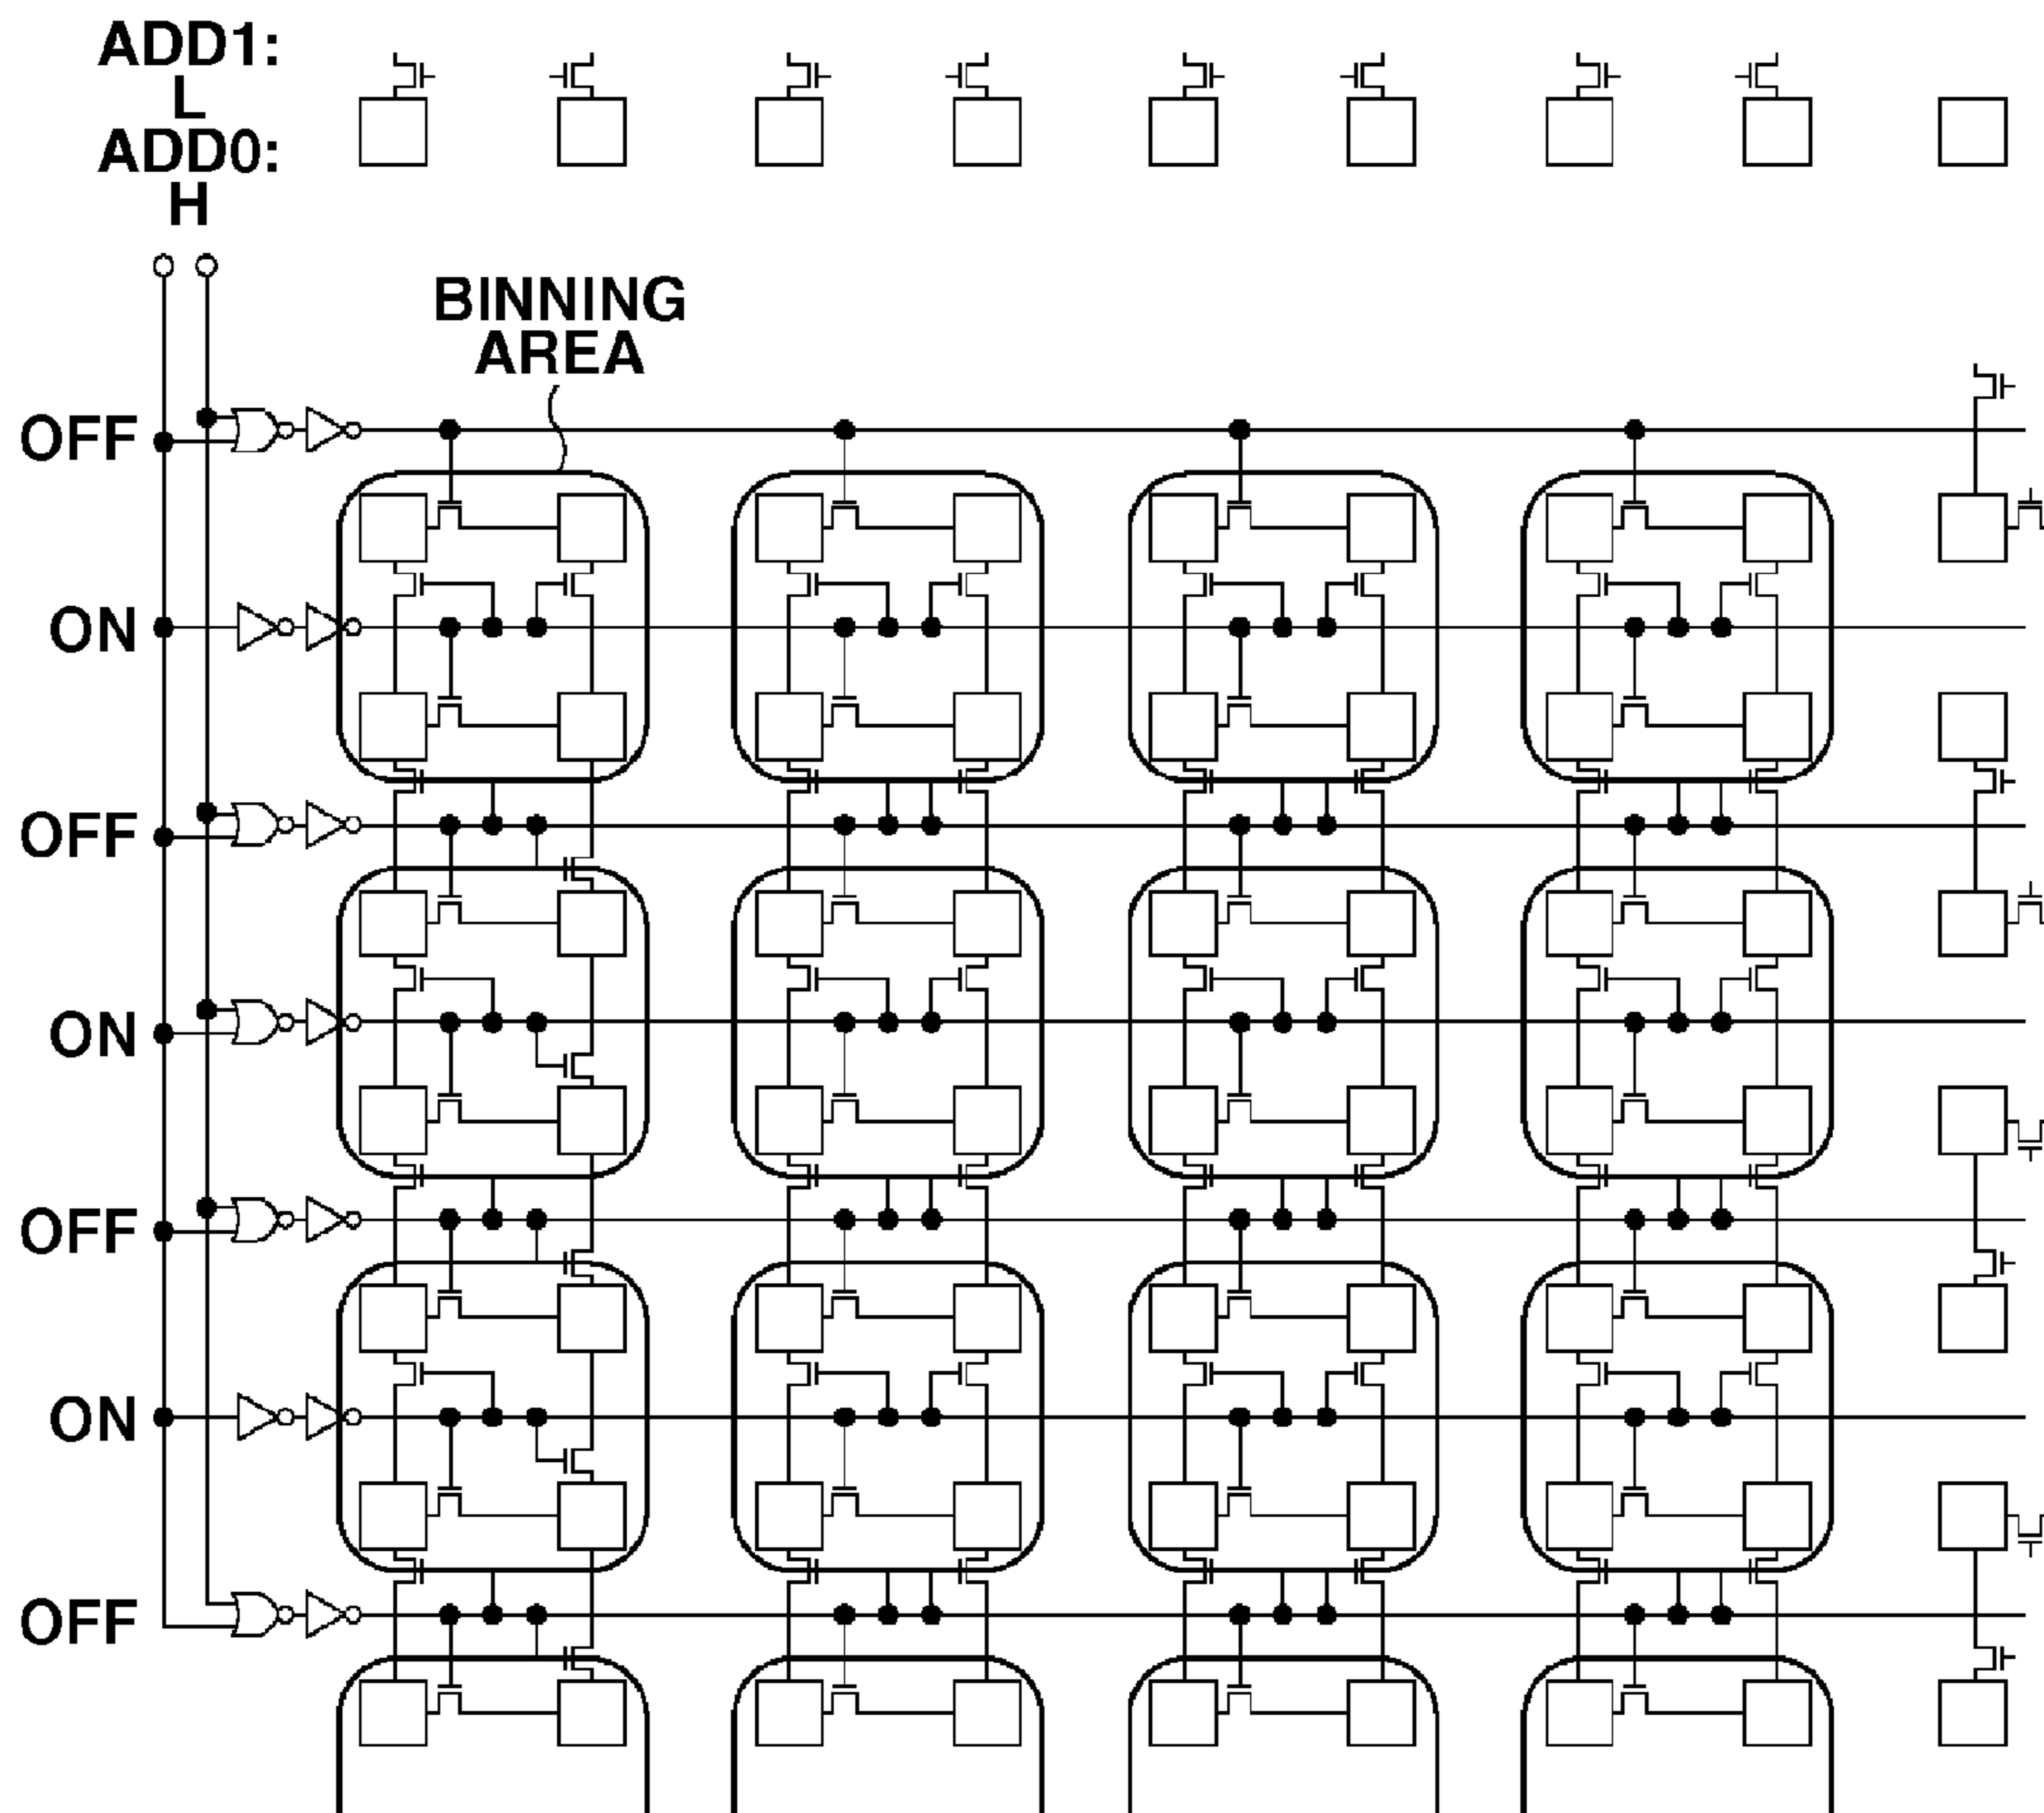 ADD1:
L
ADD0:
H
BINNING
AREA
OFF
ON
OFF
ON
OFF
ON
OFF